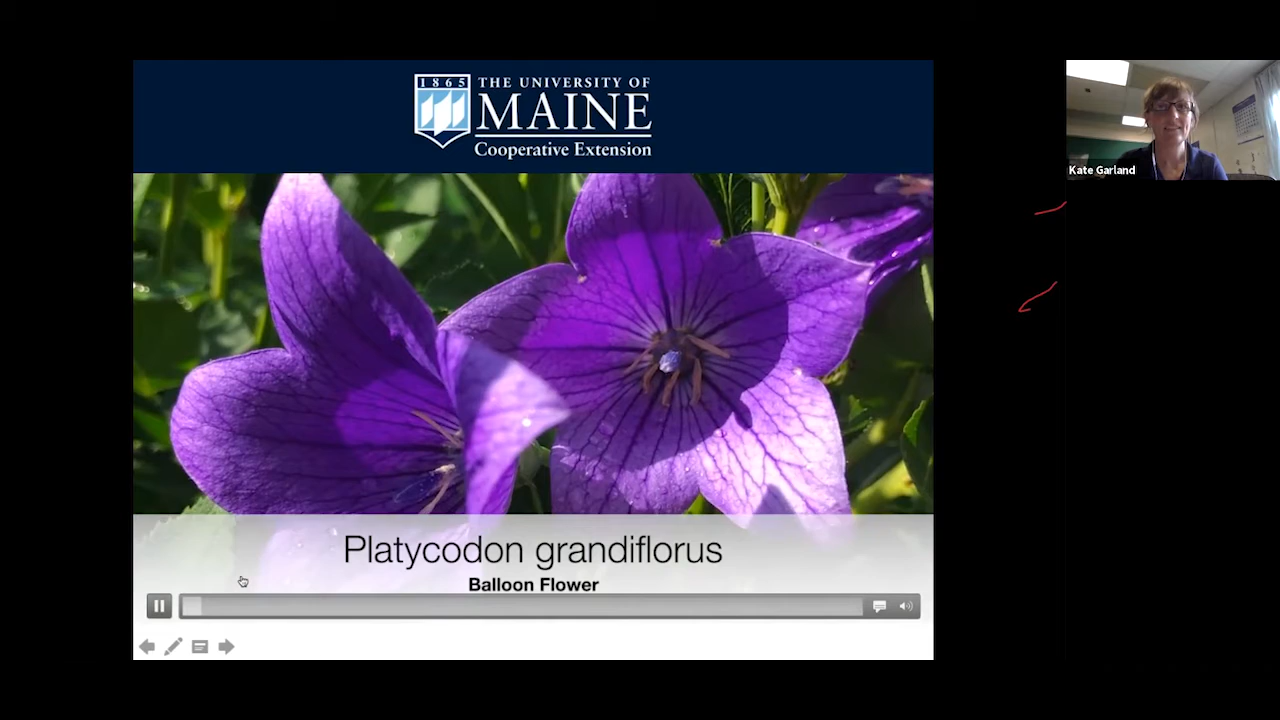 1865
THE UNIVERSITY OF
MAINE
Cooperative Extension
Kate Garland
Platycodon grandiflorus
Balloon Flower